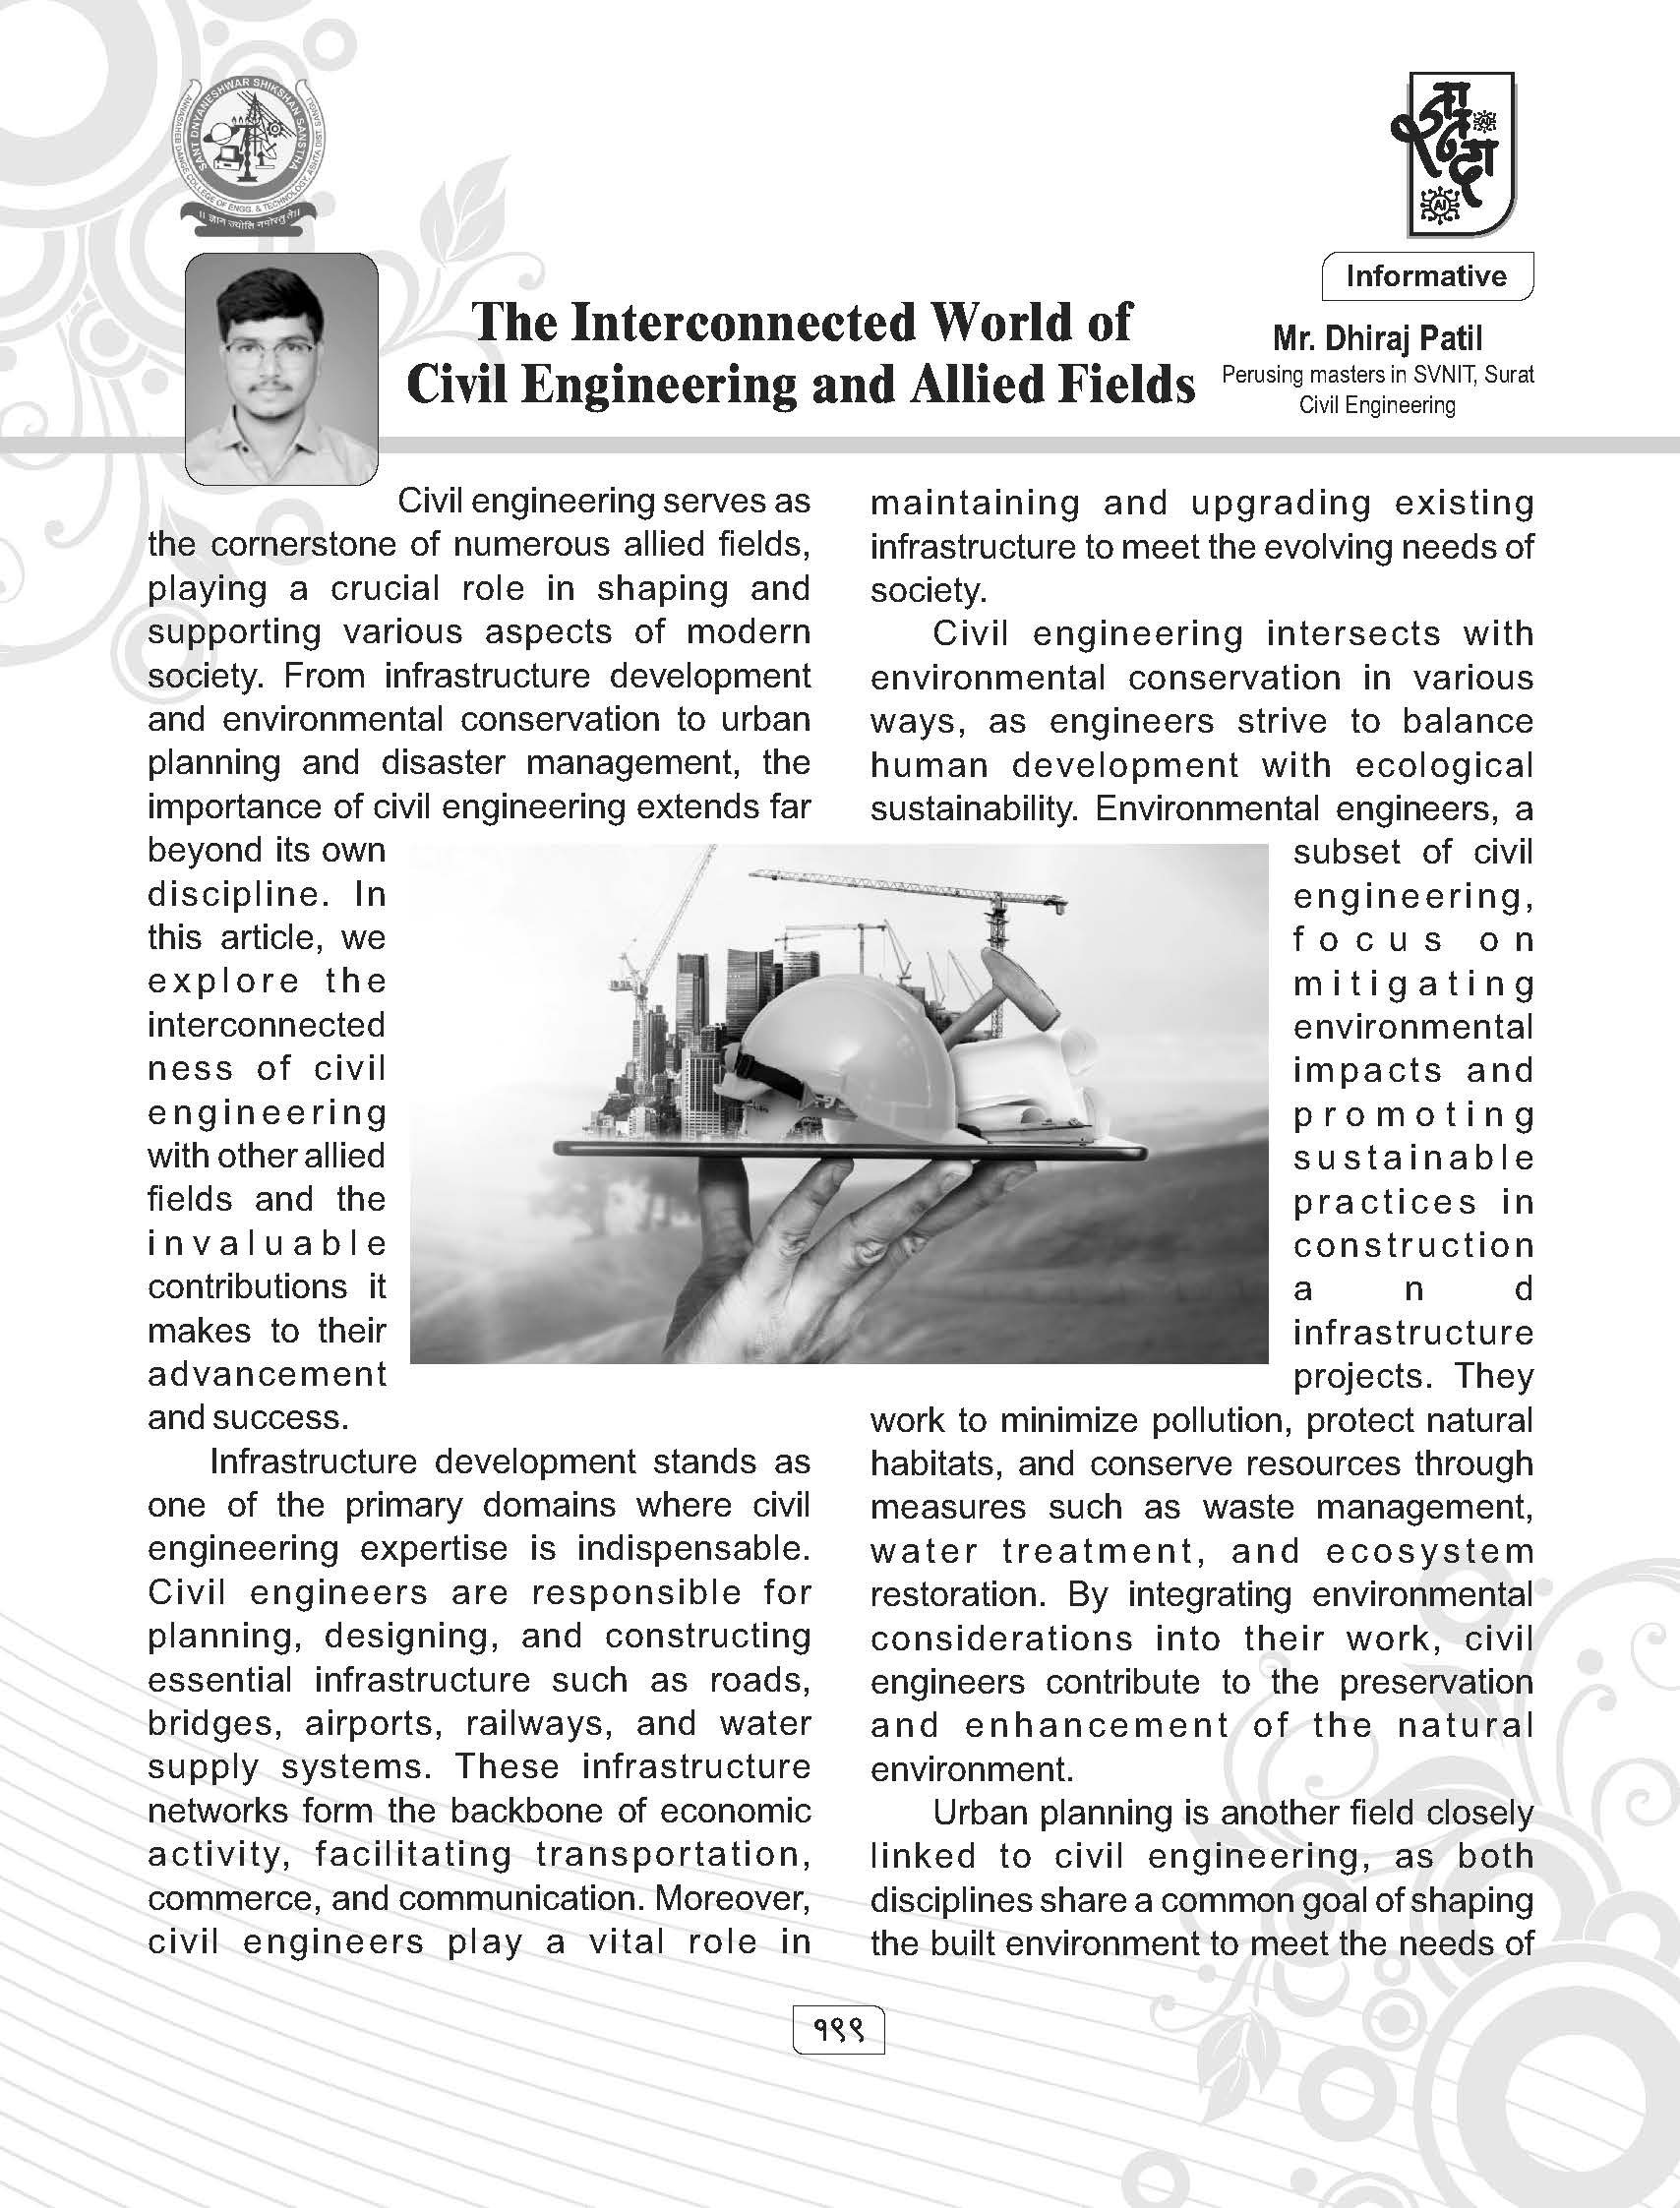 SANT DNYANESHWAR SHIKSHAN SANSTHA
ANNASAHEB DANGE COLLEGE OF ENGG. & TECHNOLOGY, ASHTA DIST. SANGLI
AI
AI
Informative
The Interconnected World of
Civil Engineering and Allied Fields
Mr. Dhiraj Patil
Perusing masters in SVNIT, Surat
Civil Engineering
Civil engineering serves as
the cornerstone of numerous allied fields,
playing a crucial role in shaping and
supporting various aspects of modern
society. From infrastructure development
and environmental conservation to urban
planning and disaster management, the
importance of civil engineering extends far
beyond its own
discipline. In
this article, we
explore the
interconnected
ness of civil
engineering
with other allied
fields and the
invaluable
contributions it
makes to their
advancement
and success.
Infrastructure development stands as
one of the primary domains where civil
engineering expertise is indispensable.
Civil engineers are responsible for
planning, designing, and constructing
essential infrastructure such as roads,
bridges, airports, railways, and water
supply systems. These infrastructure
networks form the backbone of economic
activity, facilitating transportation,
commerce, and communication. Moreover,
civil engineers play a vital role in
maintaining and upgrading existing
infrastructure to meet the evolving needs of
society.
Civil engineering intersects with
environmental conservation in various
ways, as engineers strive to balance
human development with ecological
sustainability. Environmental engineers, a
subset of civil
engineering,
focus on
mitigating
environmental
impacts and
promoting
sustainable
practices in
construction
and
infrastructure
projects. They
work to minimize pollution, protect natural
habitats, and conserve resources through
measures such as waste management,
water treatment, and ecosystem
restoration. By integrating environmental
considerations into their work, civil
engineers contribute to the preservation
and enhancement of the natural
environment.
Urban planning is another field closely
linked to civil engineering, as both
disciplines share a common goal of shaping
the built environment to meet the needs of
१९९